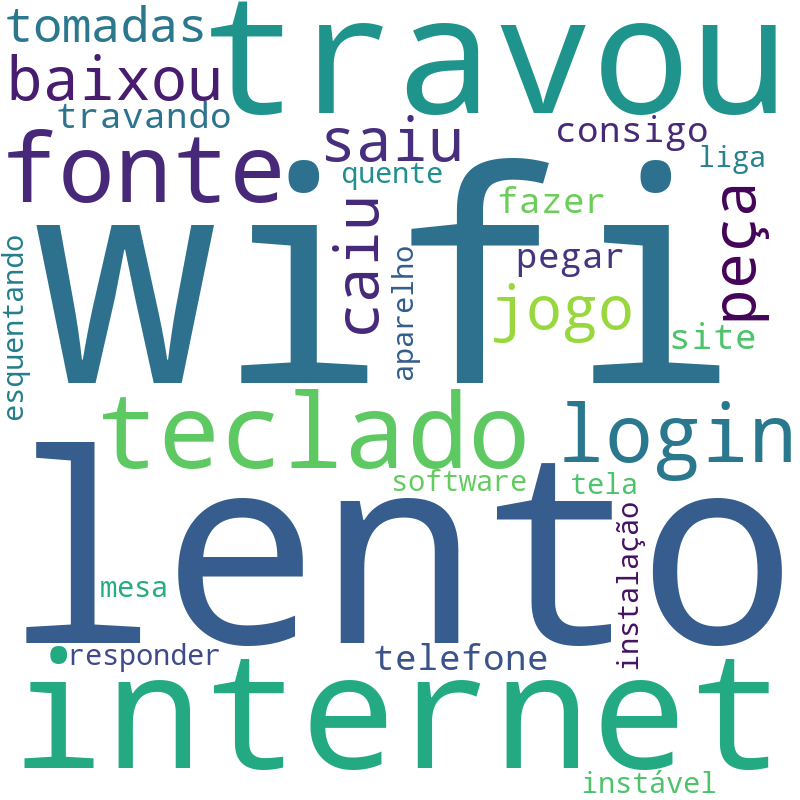 tomadas
travou
baixou
travando
saiu
consigo
fonte
quente
liga
wifi
fazer
peça
caiu
pegar
esquentando
aparelho
jogo
site
teclado
login
software
tela
lento
instalação
mesa
responder
telefone
internet
instável